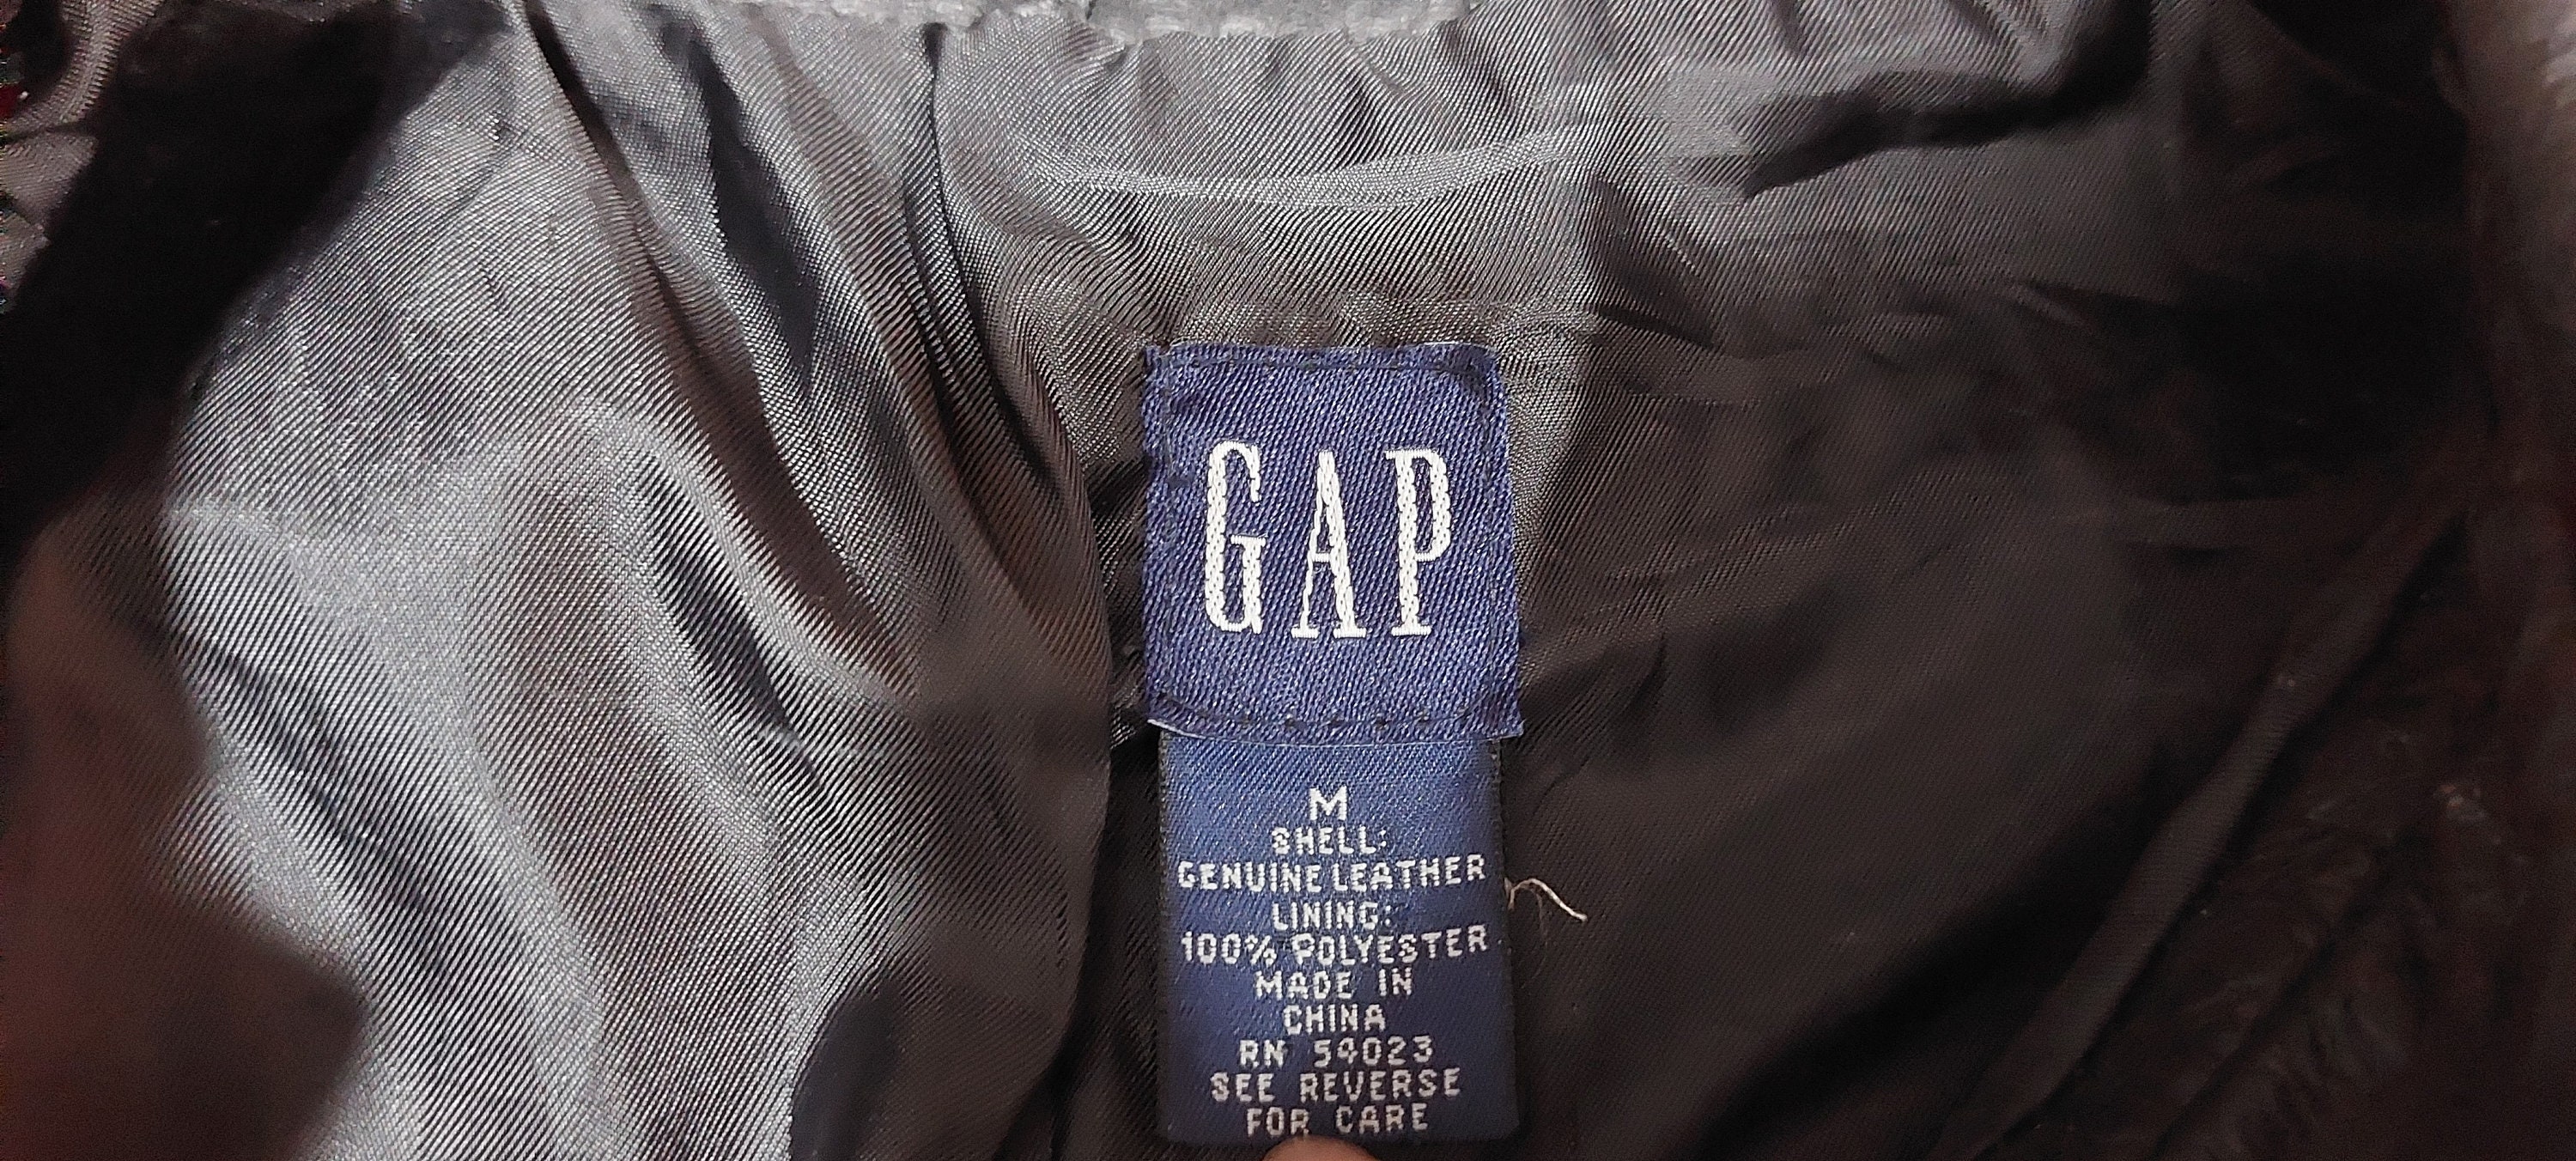 GAP
M
SHELL:
GENUINE LEATHER
LINING:
100% POLYESTER
MADE IN
CHINA
RN 54023
SEE REVERSE
FOR CARE